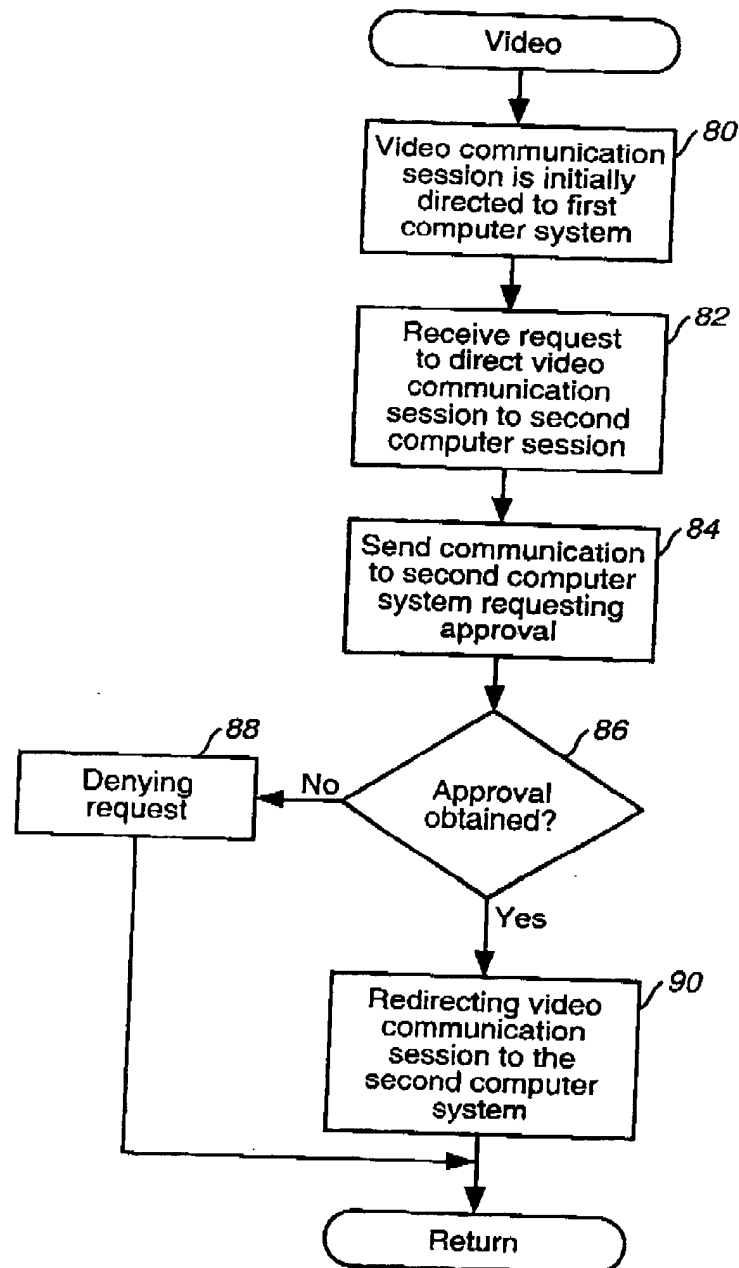 Video
80
Video communication
session is initially
directed to first
computer system
82
Receive request
to direct video
communication
session to second
computer session
84
Send communication
to second computer
system requesting
approval
86
Approval
obtained?
88
Denying
request
No
Yes
90
Redirecting video
communication
session to the
second computer
system
Return